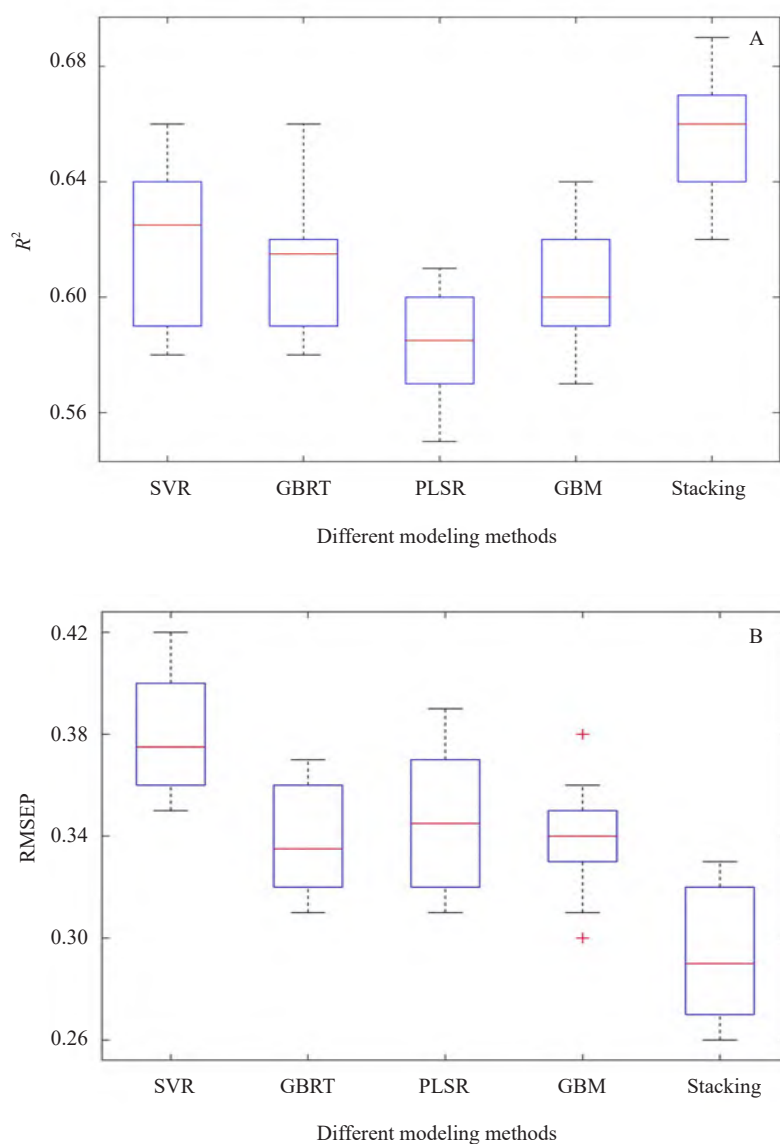 A
0.68
0.64
R²
0.60
0.56
SVR GBRT PLSR GBM Stacking
Different modeling methods
B
0.42
0.38
RMSEP
0.34
0.30
0.26
SVR GBRT PLSR GBM Stacking
Different modeling methods